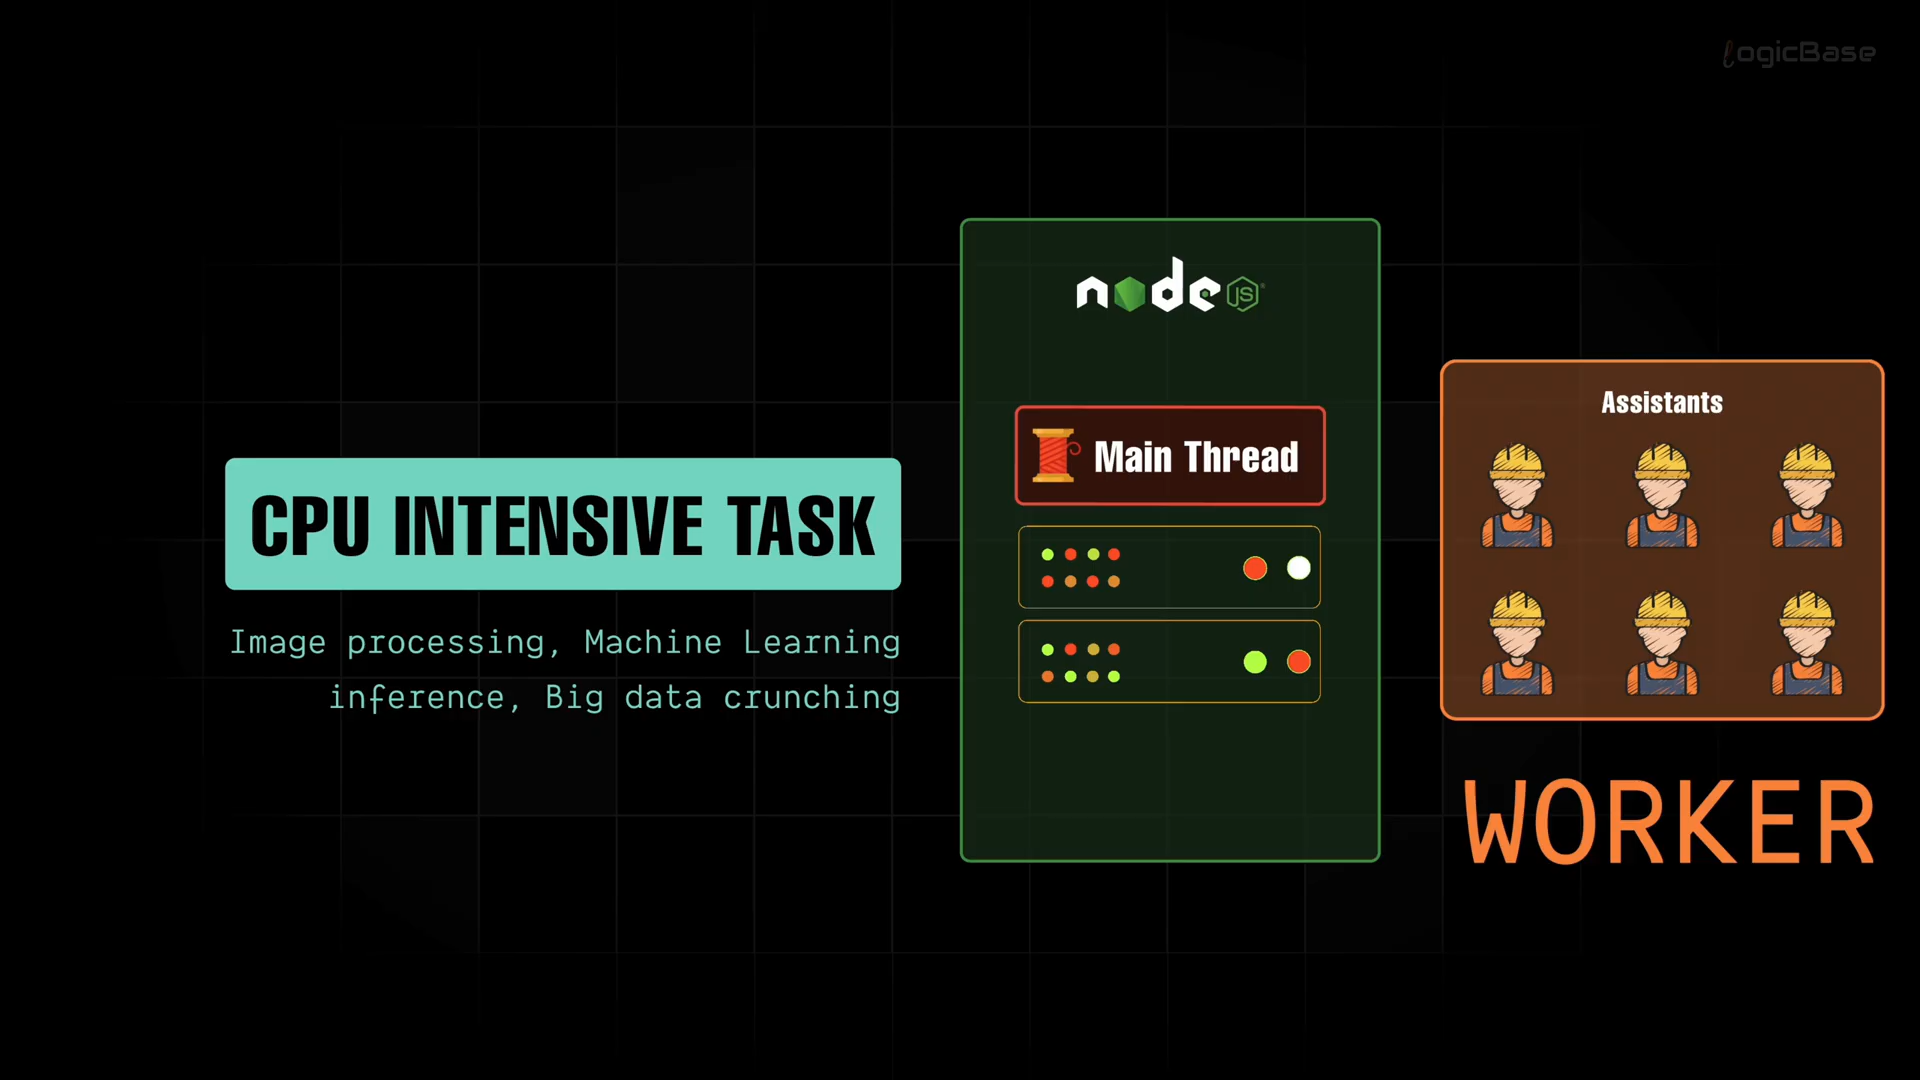 LogicBase
node JS
Main Thread
CPU INTENSIVE TASK
Image processing, Machine Learning
inference, Big data crunching
Assistants
WORKER